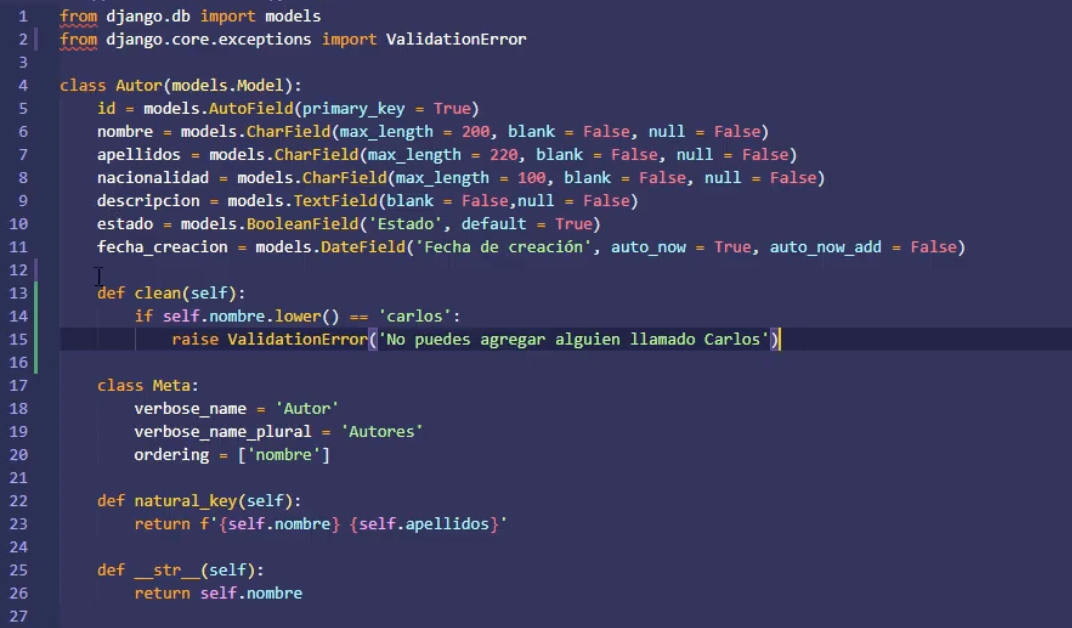 1 from django.db import models
2 from django.core.exceptions import ValidationError
3
4 class Autor(models.Model):
5     id = models.AutoField(primary_key = True)
6     nombre = models.CharField(max_length = 200, blank = False, null = False)
7     apellidos = models.CharField(max_length = 220, blank = False, null = False)
8     nacionalidad = models.CharField(max_length = 100, blank = False, null = False)
9     descripcion = models.TextField(blank = False,null = False)
10     estado = models.BooleanField('Estado', default = True)
11     fecha_creacion = models.DateField('Fecha de creación', auto_now = True, auto_now_add = False)
12
13     def clean(self):
14         if self.nombre.lower() == 'carlos':
15             raise ValidationError('No puedes agregar alguien llamado Carlos')
16
17     class Meta:
18         verbose_name = 'Autor'
19         verbose_name_plural = 'Autores'
20         ordering = ['nombre']
21
22     def natural_key(self):
23         return f'{self.nombre} {self.apellidos}'
24
25     def __str__(self):
26         return self.nombre
27